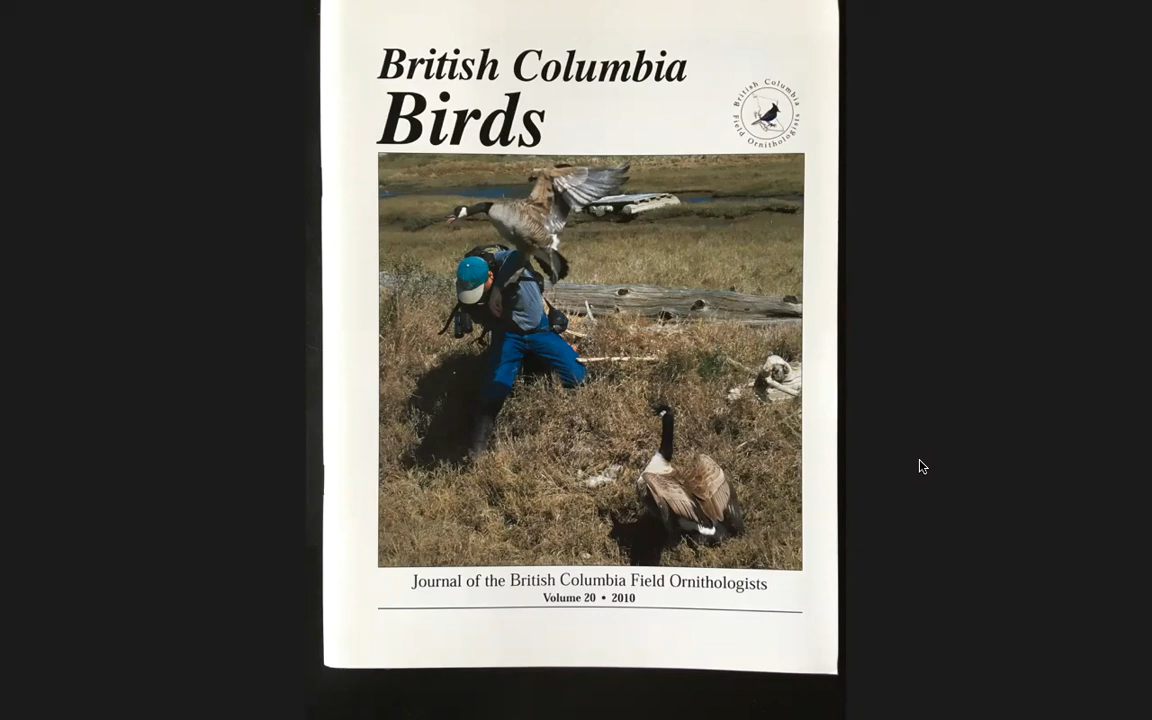 British Columbia
Birds
British Columbia
Field Ornithologists
Journal of the British Columbia Field Ornithologists
Volume 20 • 2010